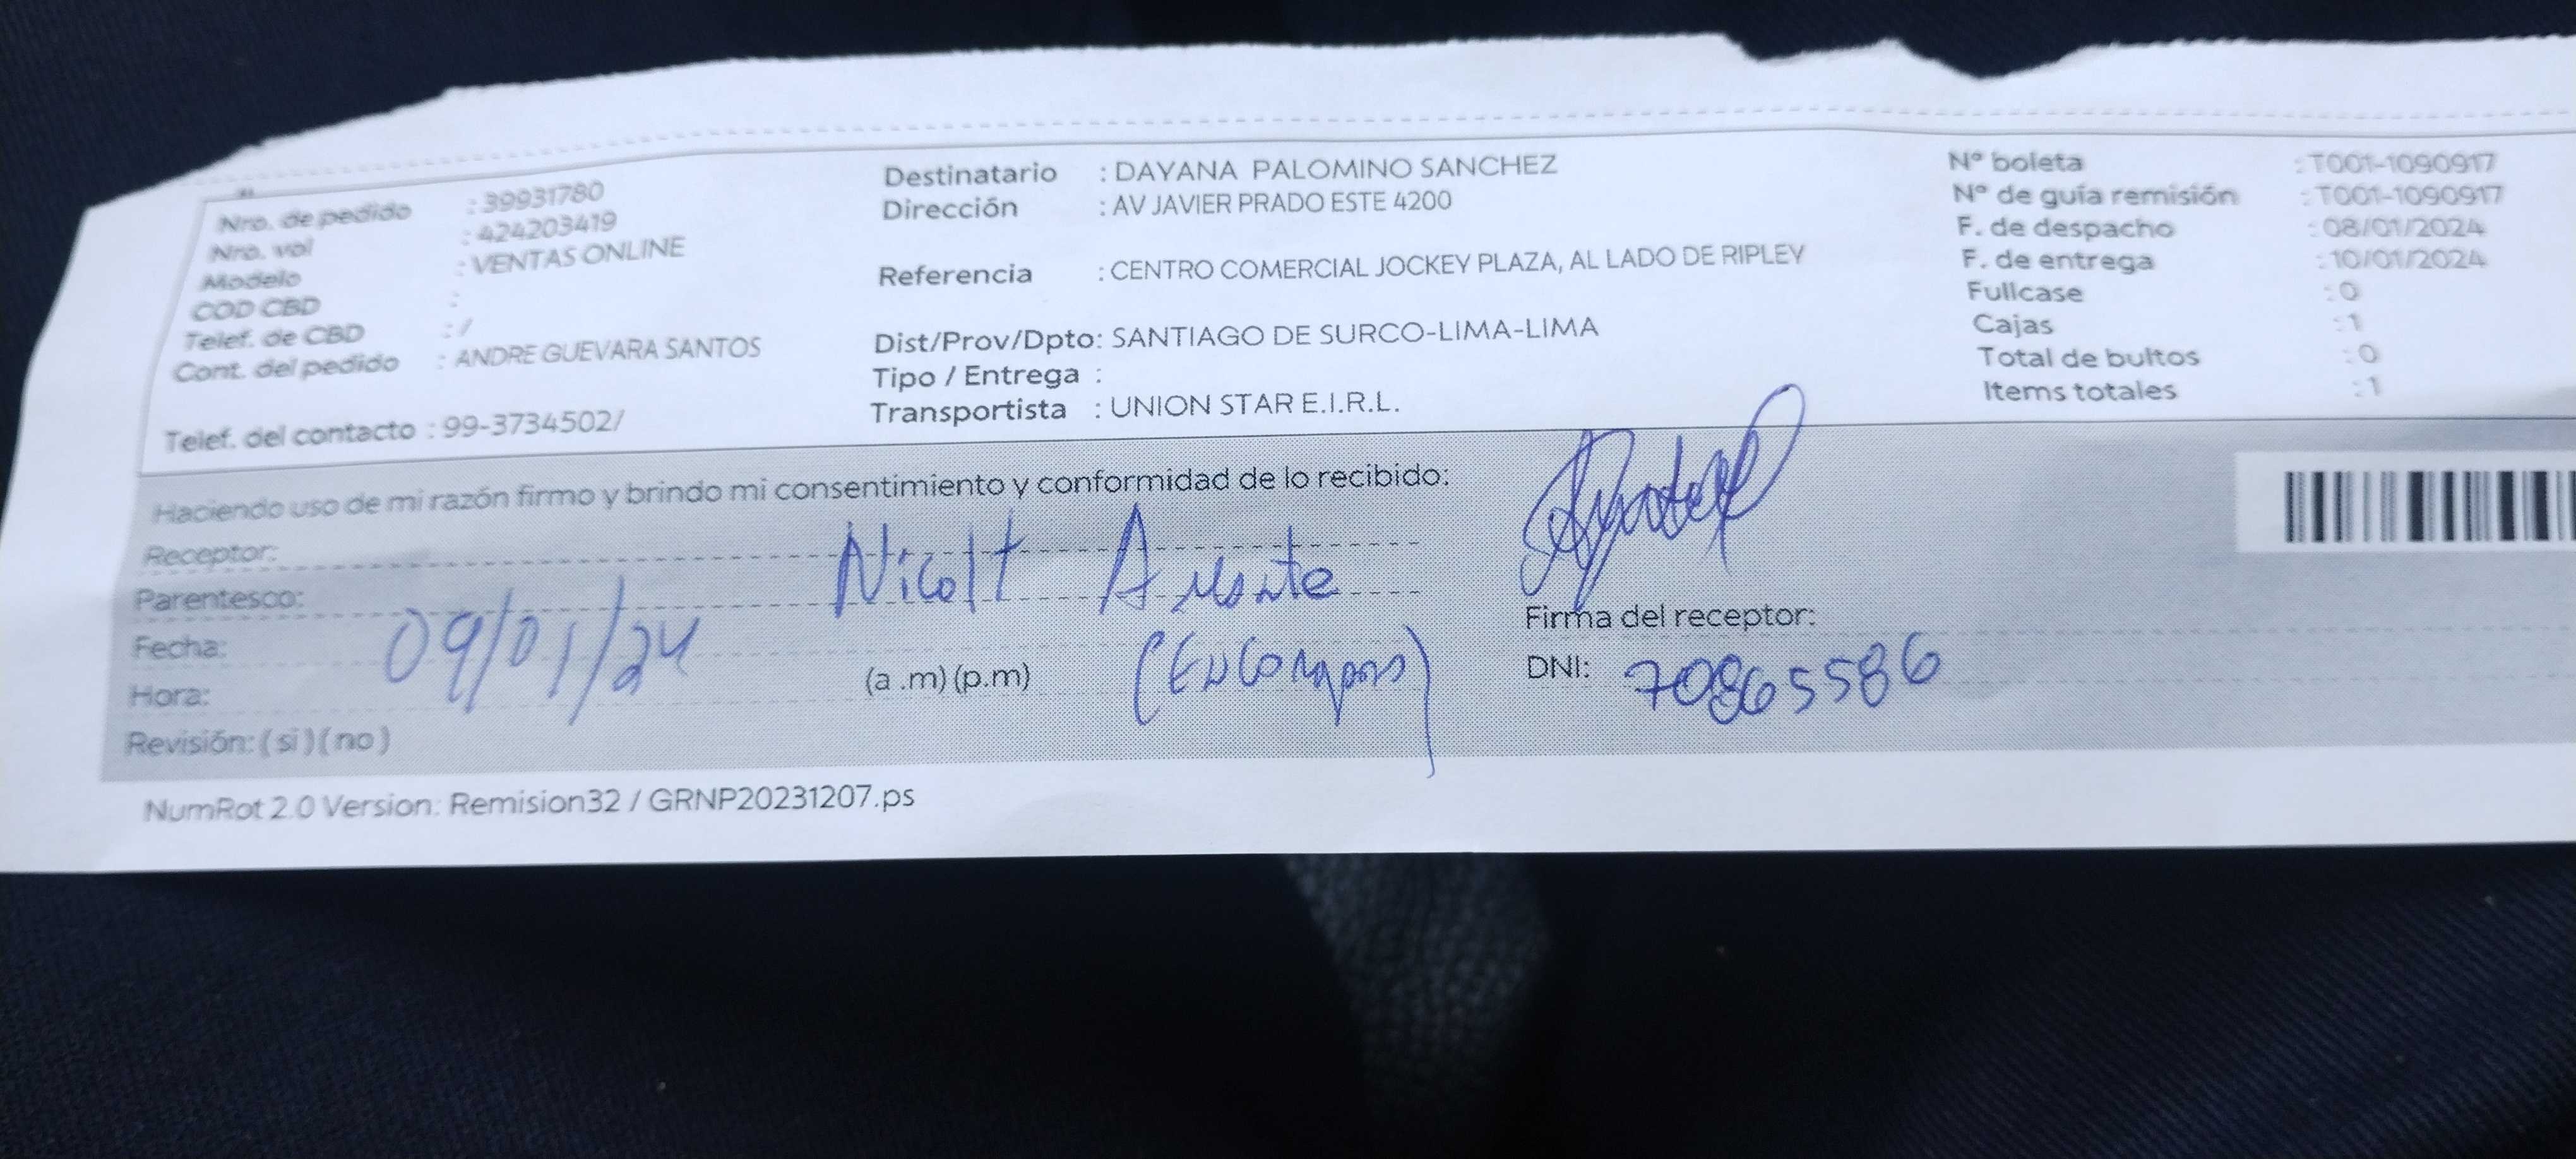 Nro. de pedido : 39931780
Nro. vol : 424203419
Modelo : VENTAS ONLINE
COD CBD :
Telef. de CBD : /
Cont. del pedido : ANDRE GUEVARA SANTOS
Telef. del contacto : 99-3734502/
Destinatario : DAYANA PALOMINO SANCHEZ
Dirección : AV JAVIER PRADO ESTE 4200
Referencia : CENTRO COMERCIAL JOCKEY PLAZA, AL LADO DE RIPLEY
Dist/Prov/Dpto: SANTIAGO DE SURCO-LIMA-LIMA
Tipo / Entrega :
Transportista : UNION STAR E.I.R.L.
N° boleta : T001-1090917
N° de guía remisión : T001-1090917
F. de despacho : 08/01/2024
F. de entrega : 10/01/2024
Fullcase : 0
Cajas : 1
Total de bultos : 0
Items totales : 1
Haciendo uso de mi razón firmo y brindo mi consentimiento y conformidad de lo recibido:
Receptor:
Nicolt
Parentesco:
Fecha: 09/01/24
Hora: (a .m) (p.m)
Revisión: ( si ) ( no )
Firma del receptor:
DNI: 70865586
NumRot 2.0 Version: Remision32 / GRNP20231207.ps